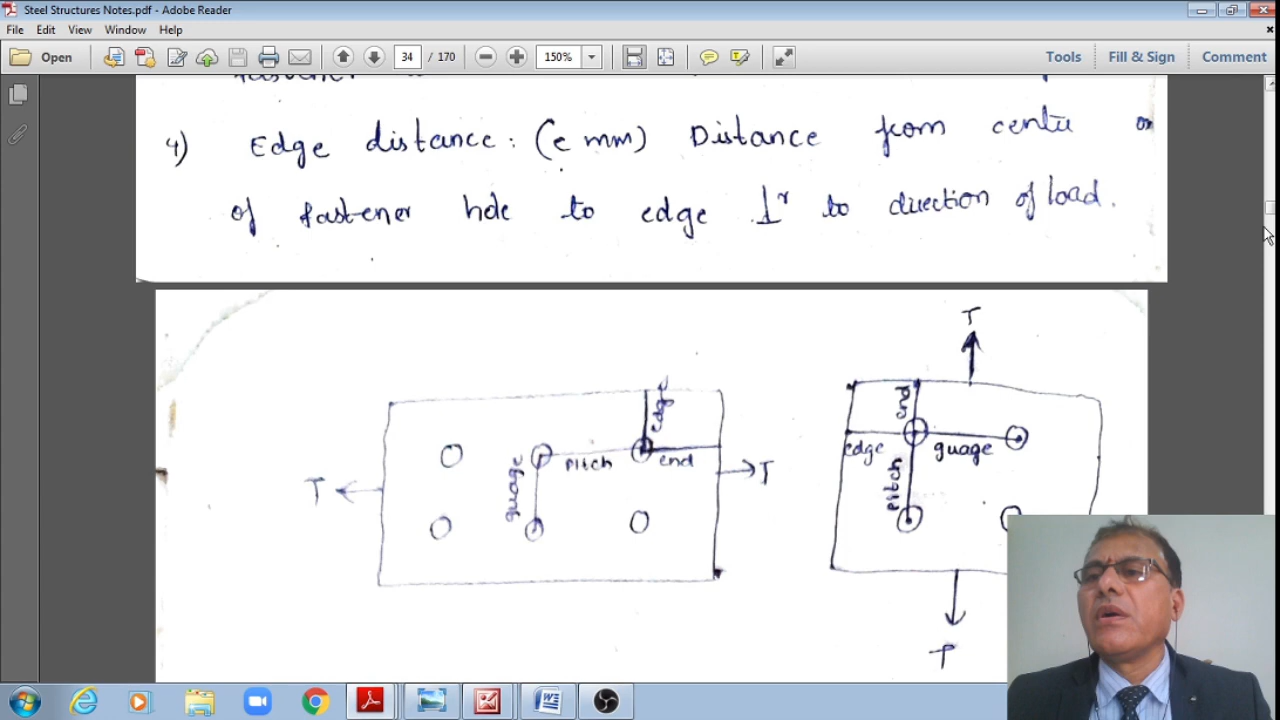 Steel Structures Notes.pdf - Adobe Reader
File Edit View Window Help
Open 34 / 170 150% Tools Fill & Sign Comment
fastener
4) Edge distance: (e mm) Distance from centre
of fastener hole to edge ⊥r to direction of load.
T
edge
end
T
guage
pitch
end
T
edge
guage
pitch
T